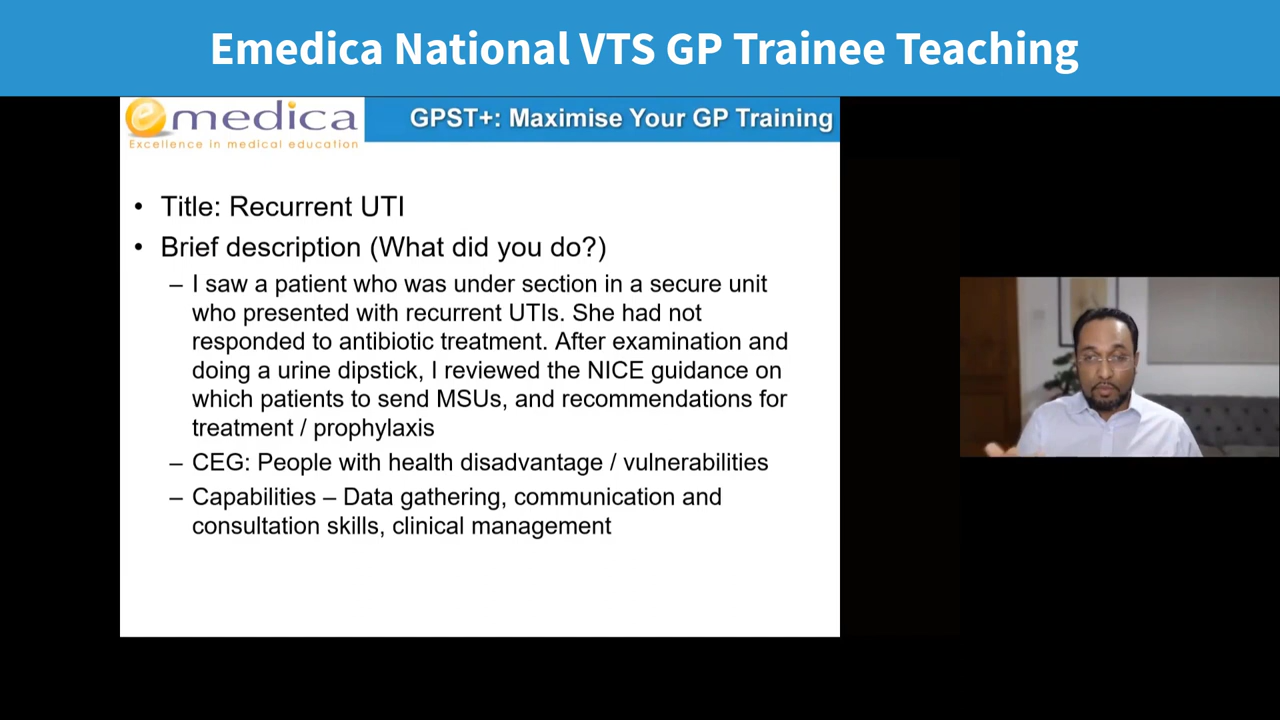 Emedica National VTS GP Trainee Teaching
emedica
Excellence in medical education
GPST+: Maximise Your GP Training
• Title: Recurrent UTI
• Brief description (What did you do?)
– I saw a patient who was under section in a secure unit
who presented with recurrent UTIs. She had not
responded to antibiotic treatment. After examination and
doing a urine dipstick, I reviewed the NICE guidance on
which patients to send MSUs, and recommendations for
treatment / prophylaxis
– CEG: People with health disadvantage / vulnerabilities
– Capabilities – Data gathering, communication and
consultation skills, clinical management